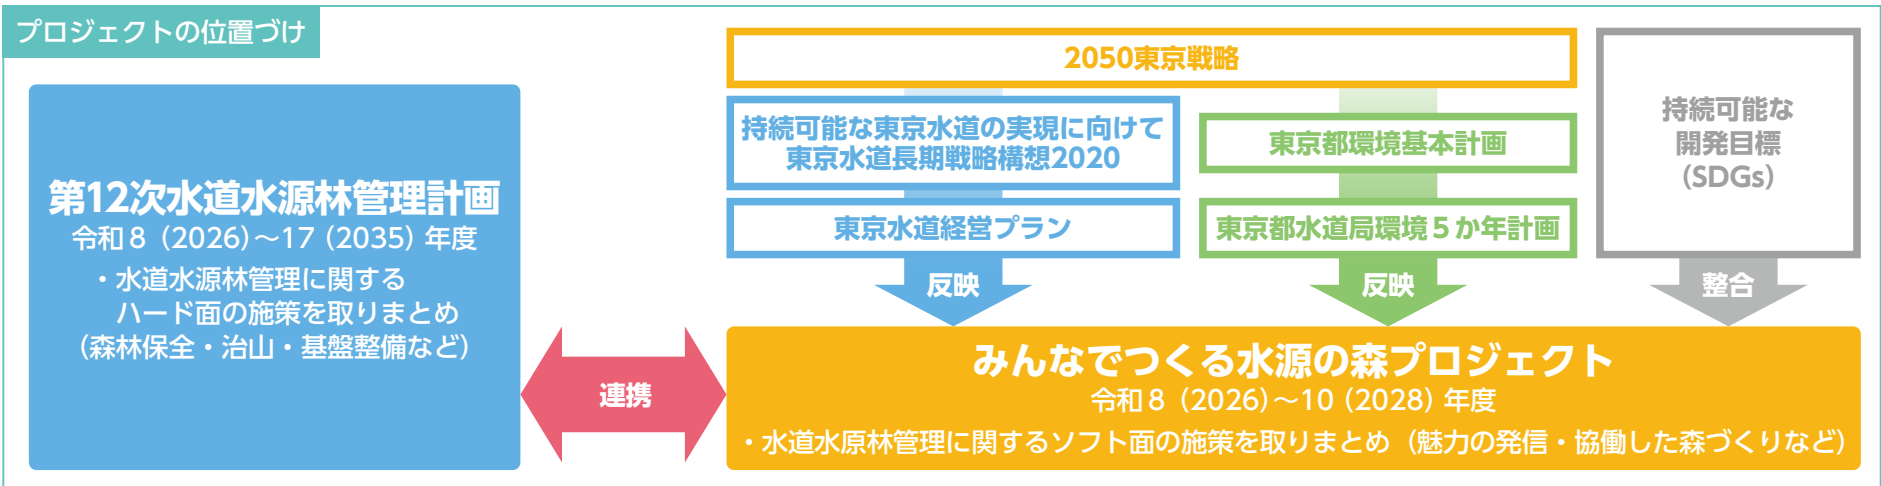 プロジェクトの位置づけ
第12次水道水源林管理計画
令和8（2026）～17（2035）年度
・水道水源林管理に関する
ハード面の施策を取りまとめ
（森林保全・治山・基盤整備など）
連携
2050東京戦略
持続可能な東京水道の実現に向けて
東京水道長期戦略構想2020
東京水道経営プラン
反映
東京都環境基本計画
東京都水道局環境５か年計画
反映
持続可能な
開発目標
（SDGs）
整合
みんなでつくる水源の森プロジェクト
令和8（2026）～10（2028）年度
・水道水原林管理に関するソフト面の施策を取りまとめ（魅力の発信・協働した森づくりなど）